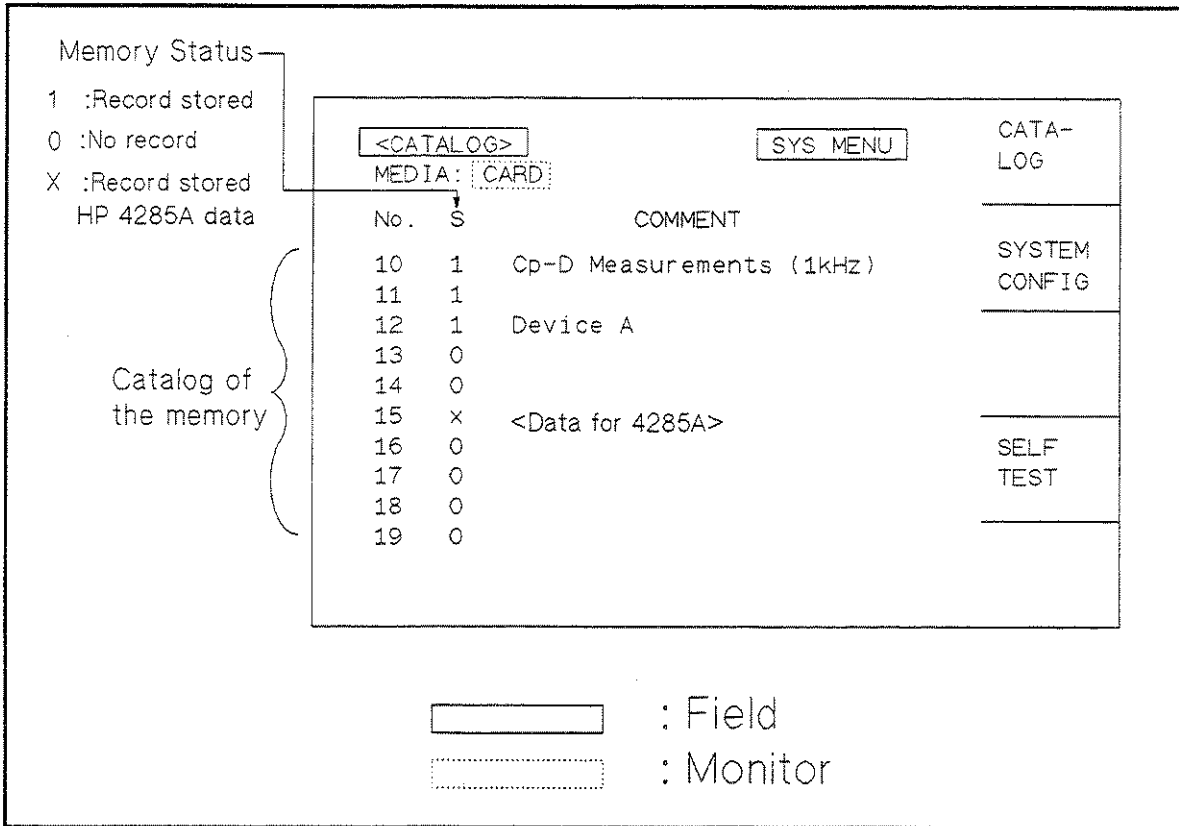 Memory Status
1 :Record stored
0 :No record
X :Record stored
HP 4285A data
<CATALOG>
SYS MENU
MEDIA: CARD
No. S COMMENT
10 1 Cp-D Measurements (1kHz)
11 1
12 1 Device A
13 0
14 0
15 × <Data for 4285A>
16 0
17 0
18 0
19 0
Catalog of
the memory
CATA-
LOG
SYSTEM
CONFIG
SELF
TEST
: Field
: Monitor